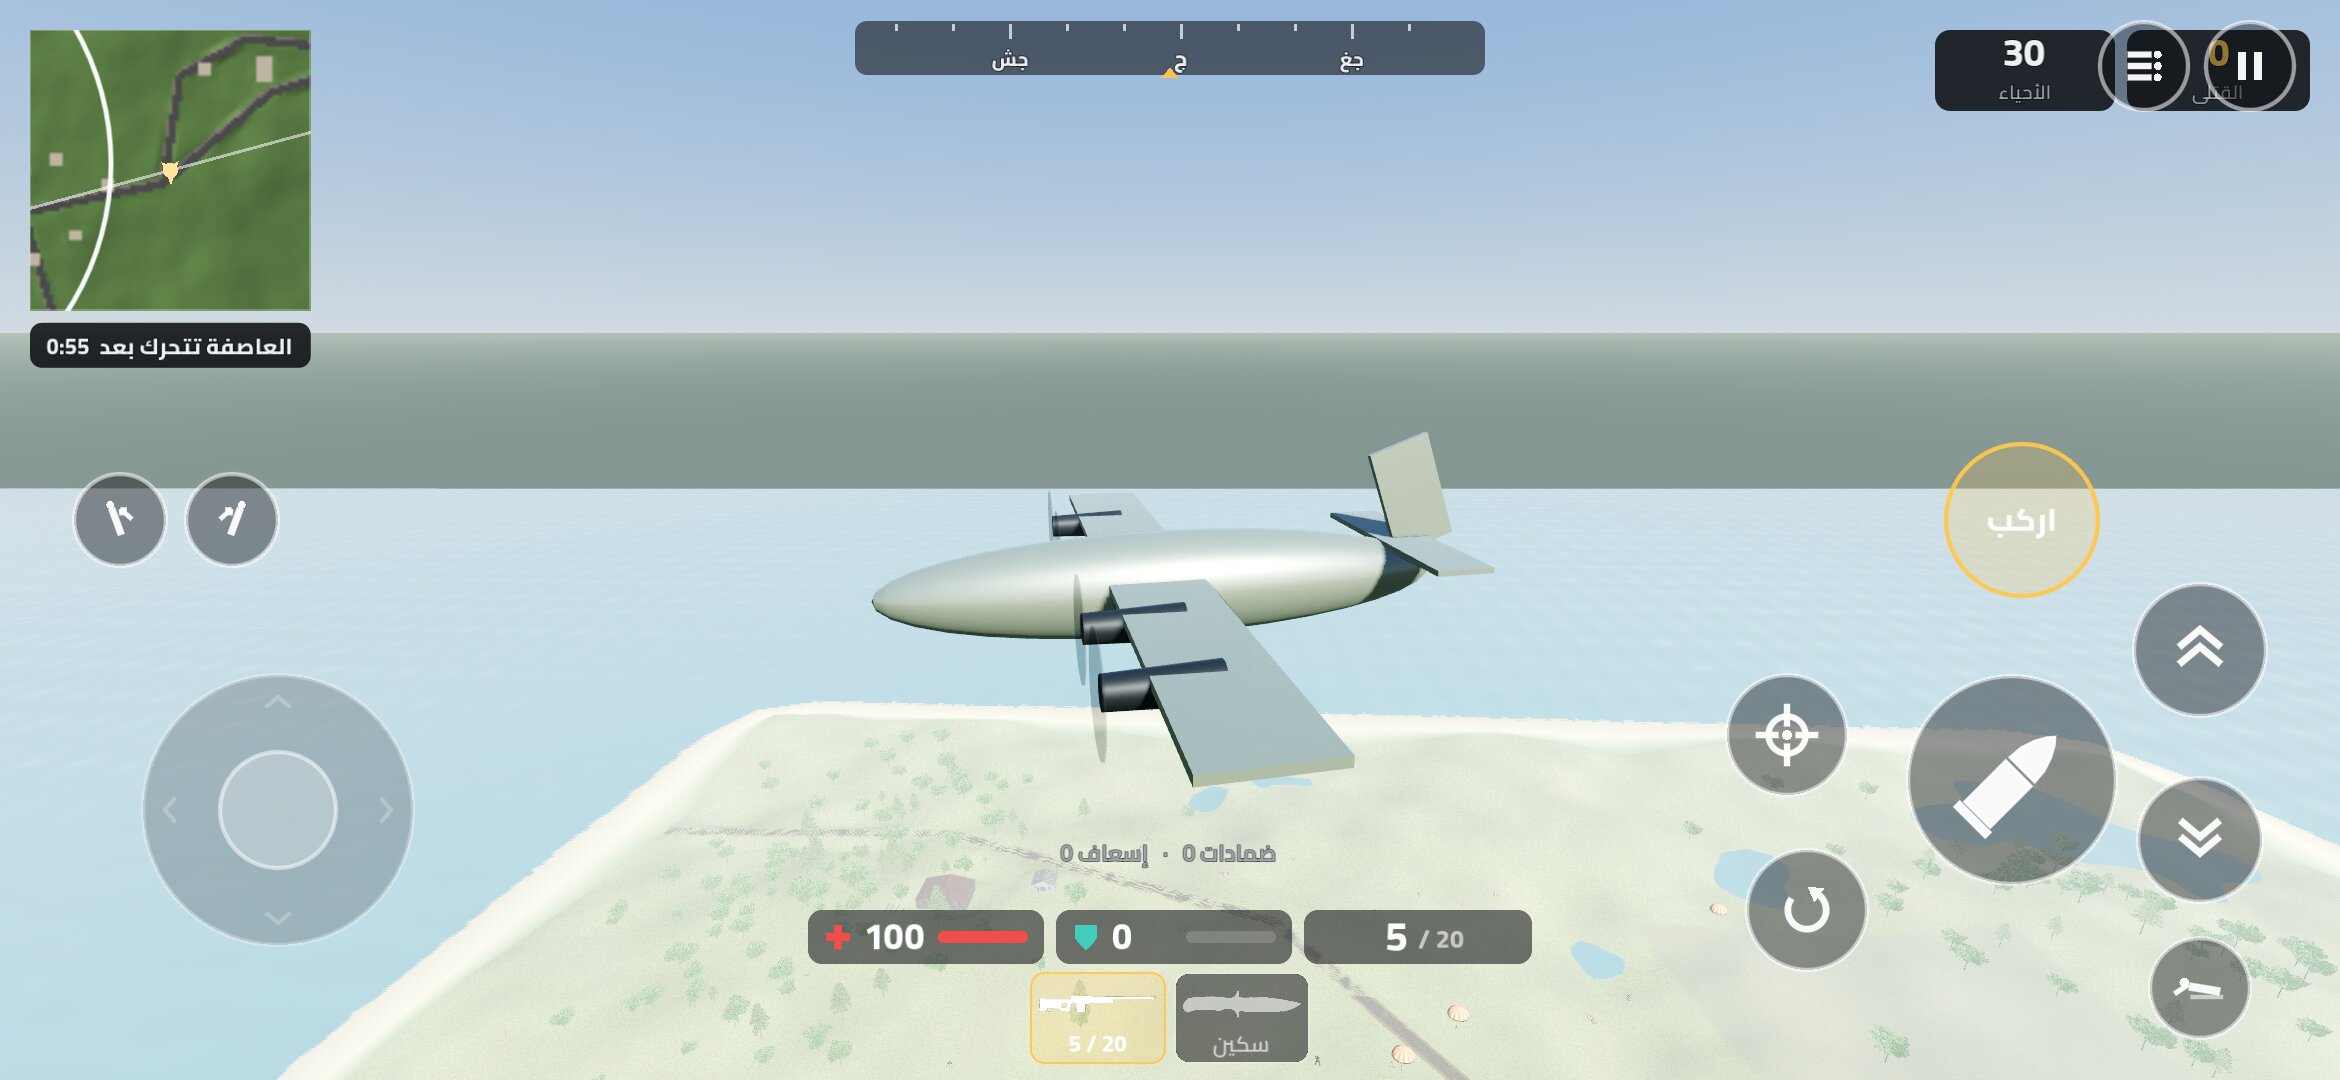 جش ج جغ
30
الأحياء
0
القتلى
العاصفة تتحرك بعد 0:55
اركب
ضمادات 0 · إسعاف 0
100
0
5 / 20
5 / 20
سكين